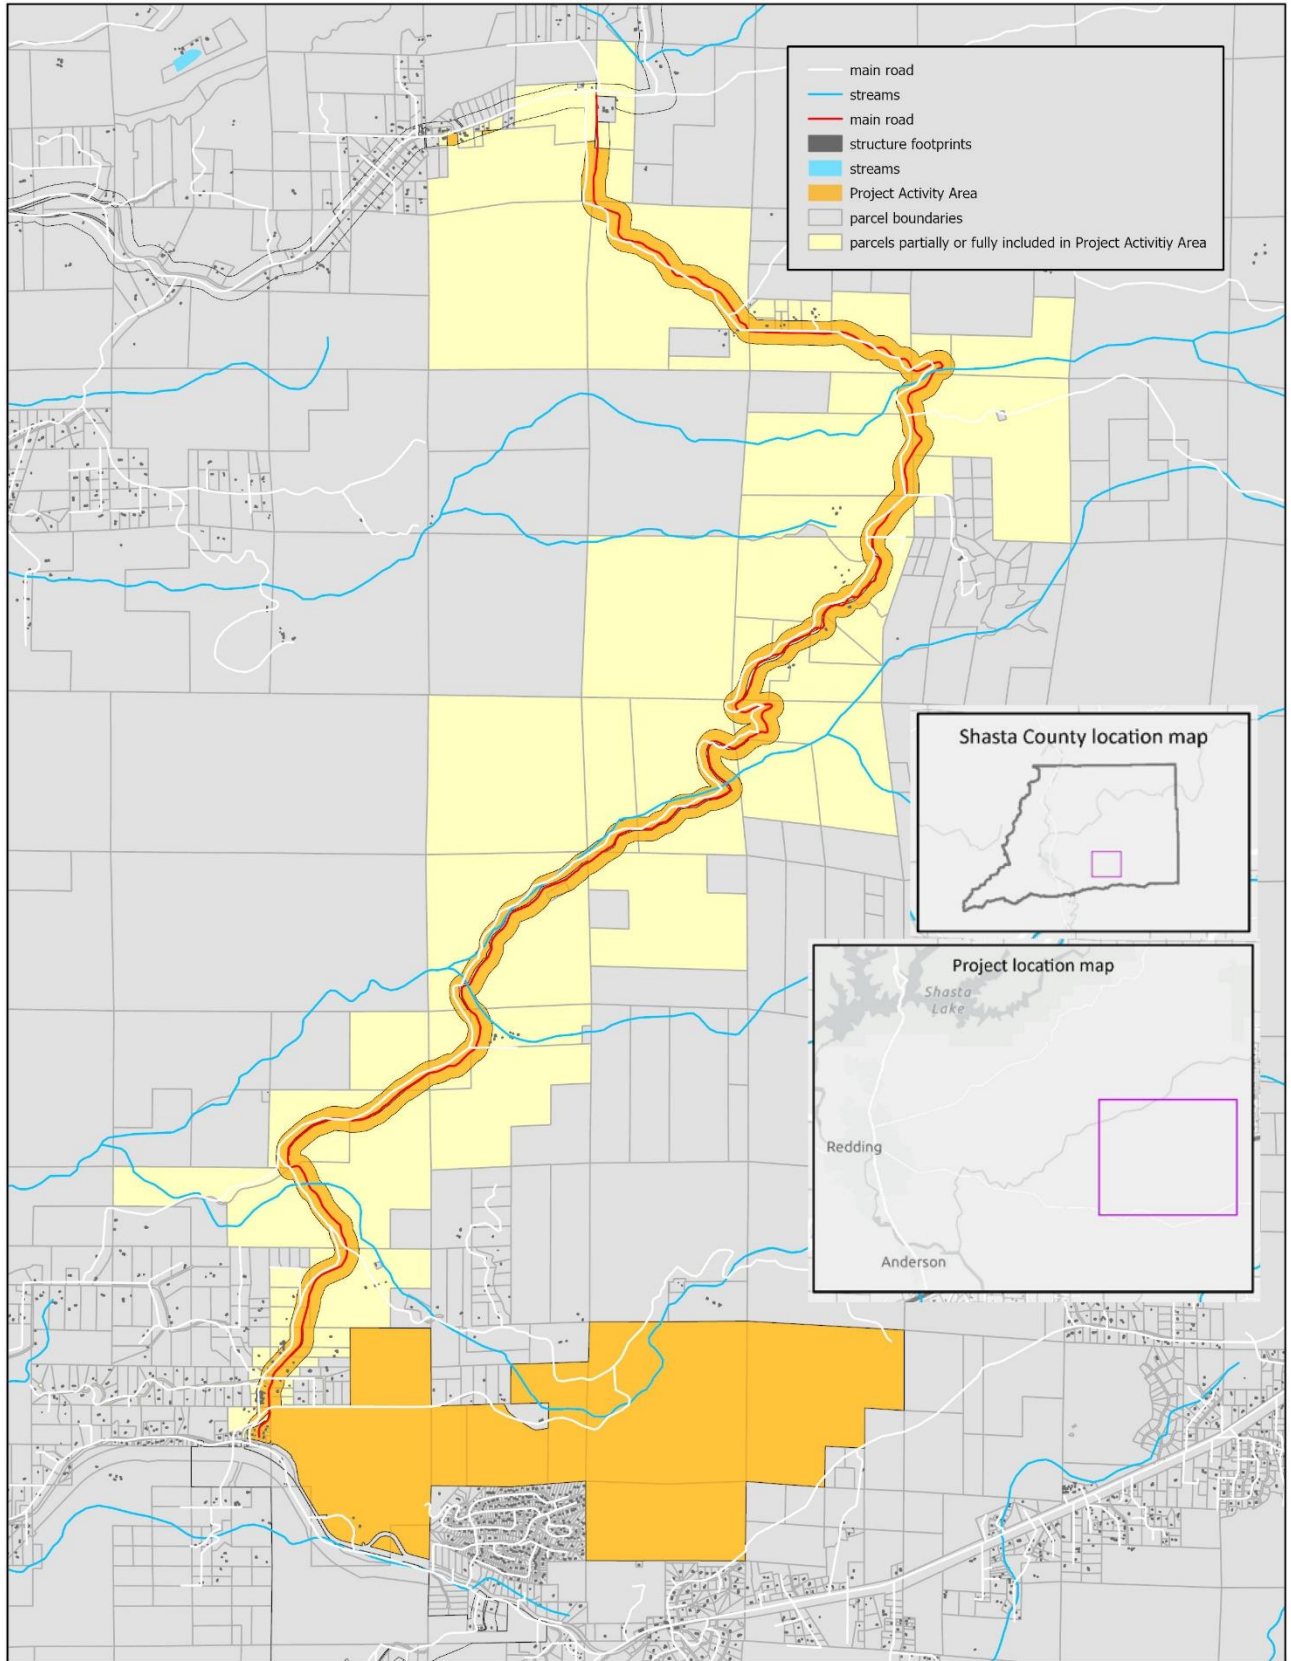 main road
streams
main road
structure footprints
streams
Project Activity Area
parcel boundaries
parcels partially or fully included in Project Activitiy Area
Shasta County location map
Project location map
Shasta
Lake
Redding
Anderson